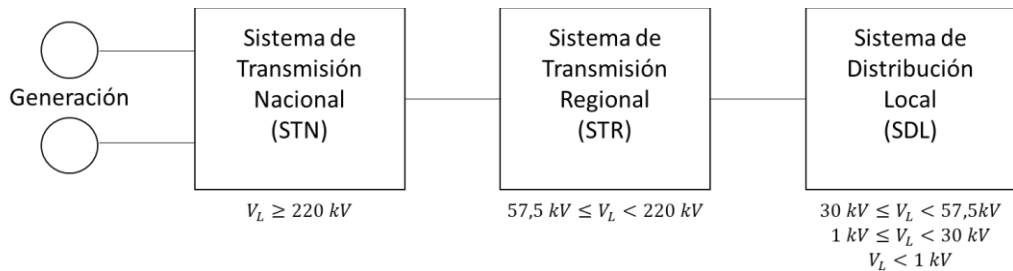 Generación
Sistema de
Transmisión
Nacional
(STN)
Sistema de
Transmisión
Regional
(STR)
Sistema de
Distribución
Local
(SDL)
V_L ≥ 220 kV
57,5 kV ≤ V_L < 220 kV
30 kV ≤ V_L < 57,5kV
1 kV ≤ V_L < 30 kV
V_L < 1 kV